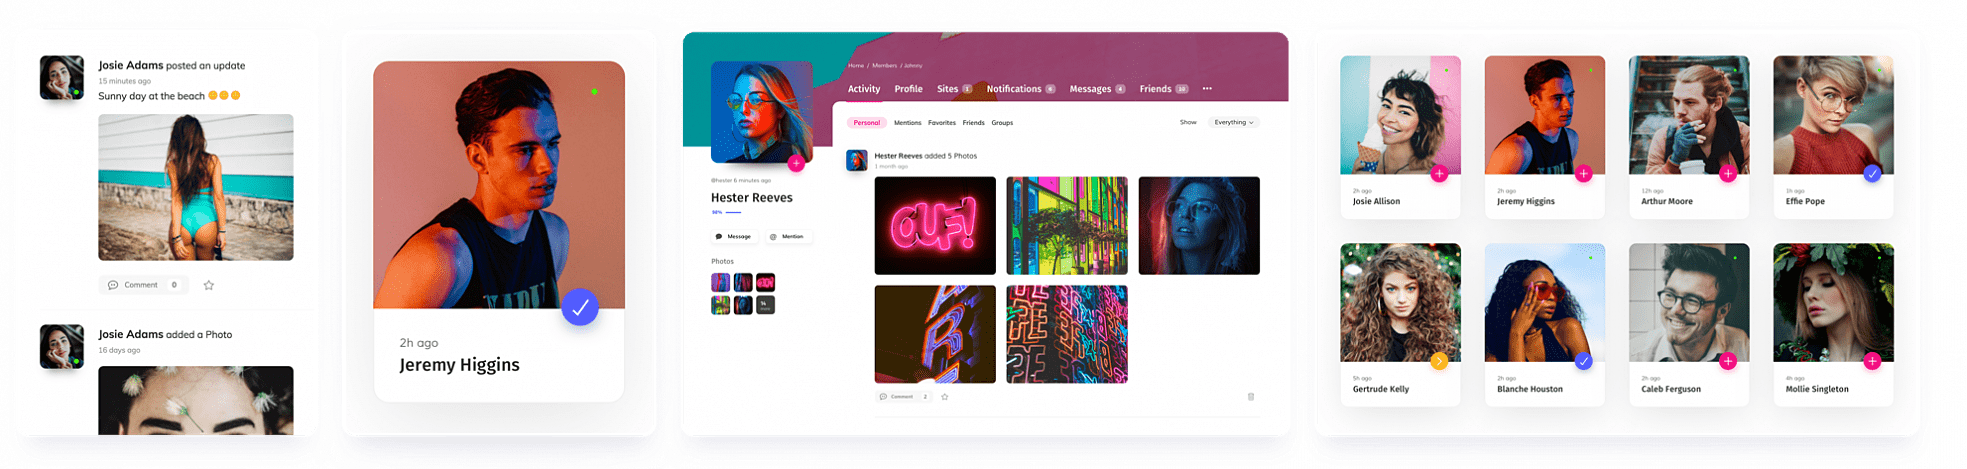 Josie Adams posted an update
15 minutes ago
Sunny day at the beach
Comment 0
Josie Adams added a Photo
16 days ago
2h ago
Jeremy Higgins
Home / Members / Johnny
Activity Profile Sites 1 Notifications 6 Messages 4 Friends 10
Personal Mentions Favorites Friends Groups Show Everything
Hester Reeves added 5 Photos
1 month ago
@hester 6 minutes ago
Hester Reeves
Message @ Mention
Photos
14
OUF!
Comment 2
2h ago
Josie Allison
2h ago
Jeremy Higgins
12h ago
Arthur Moore
1h ago
Effie Pope
5h ago
Gertrude Kelly
2h ago
Blanche Houston
2h ago
Caleb Ferguson
4h ago
Mollie Singleton